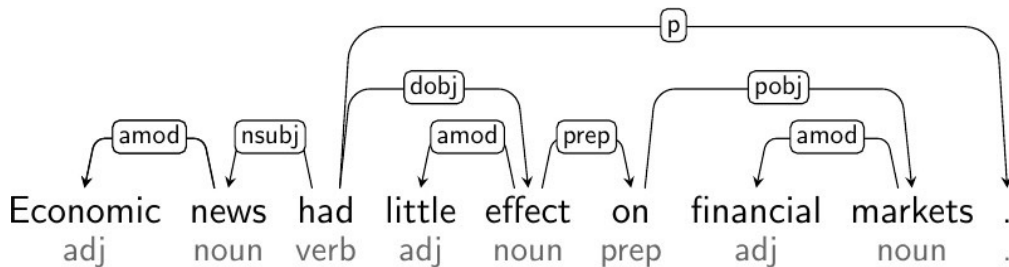 p
dobj pobj
amod nsubj amod prep amod
Economic news had little effect on financial markets .
adj noun verb adj noun prep adj noun .